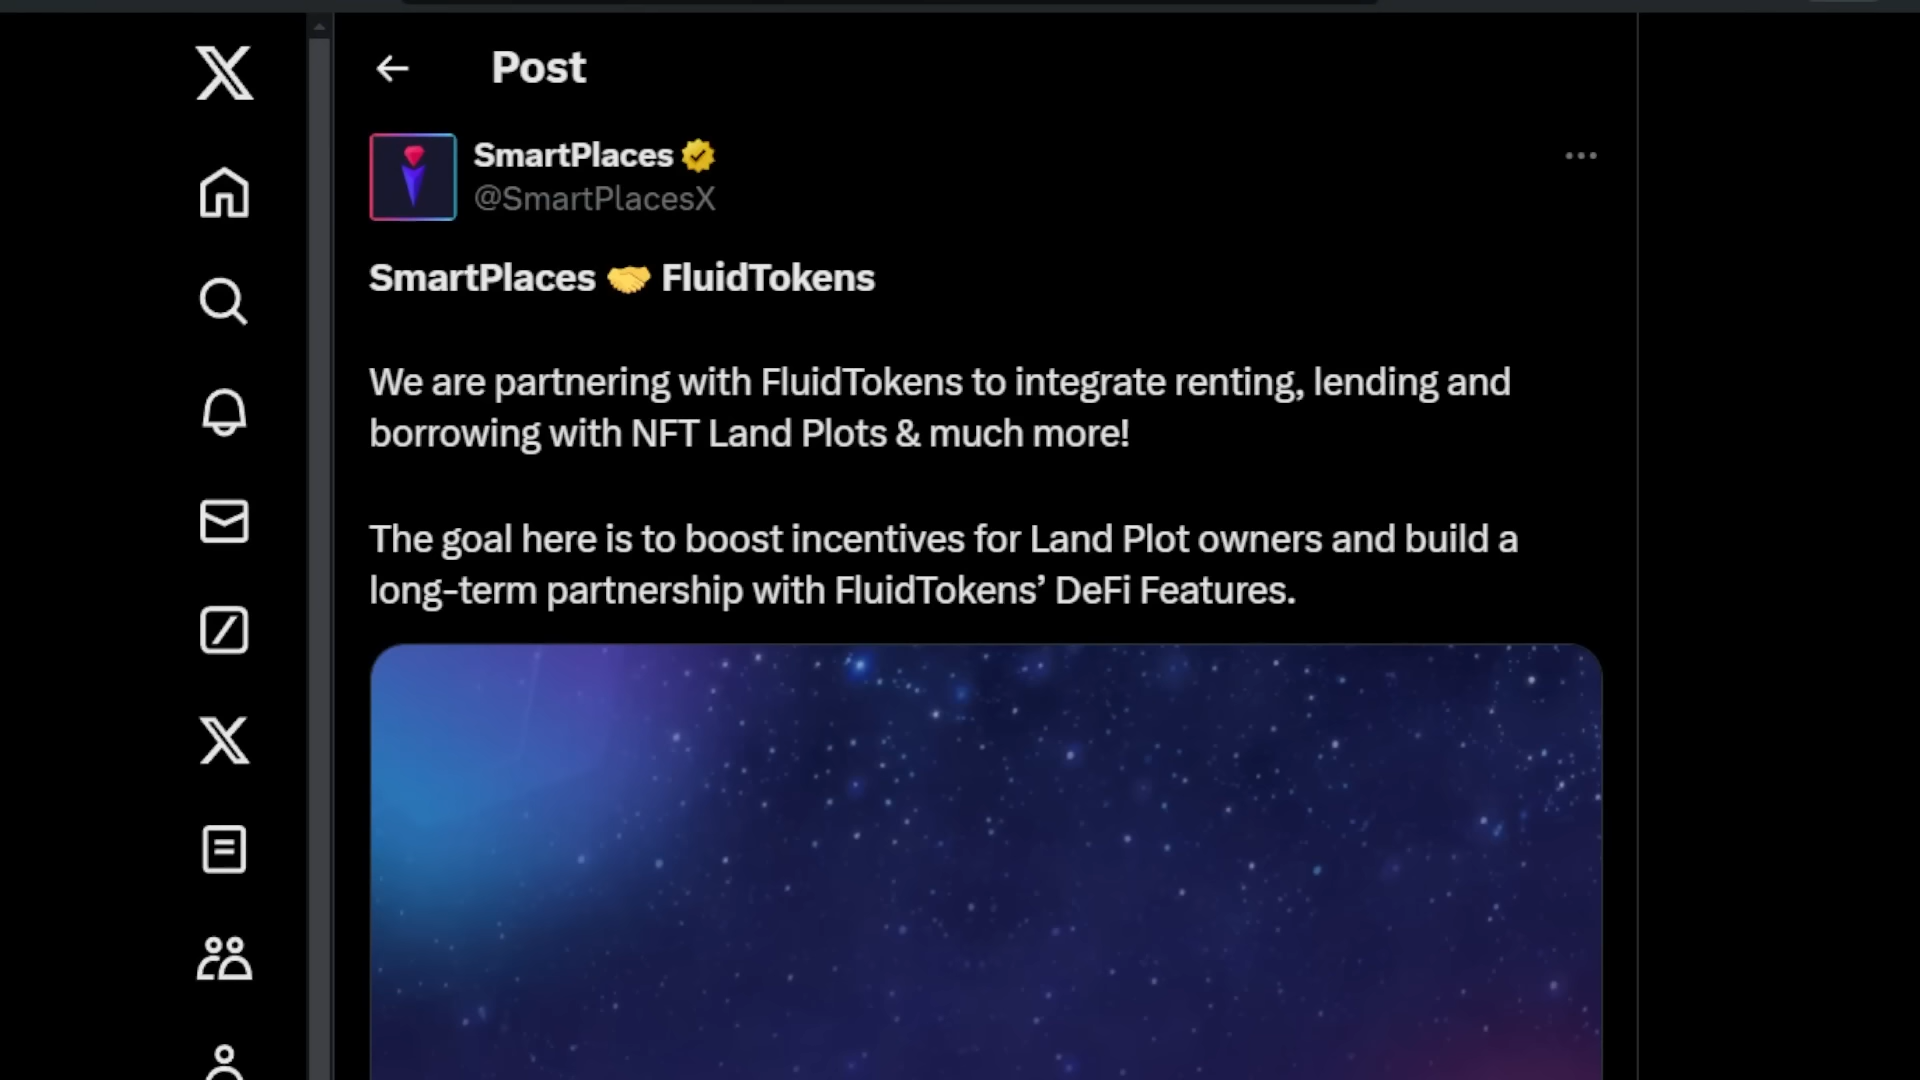 Post
SmartPlaces
@SmartPlacesX
SmartPlaces 🤝 FluidTokens
We are partnering with FluidTokens to integrate renting, lending and
borrowing with NFT Land Plots & much more!
The goal here is to boost incentives for Land Plot owners and build a
long-term partnership with FluidTokens’ DeFi Features.